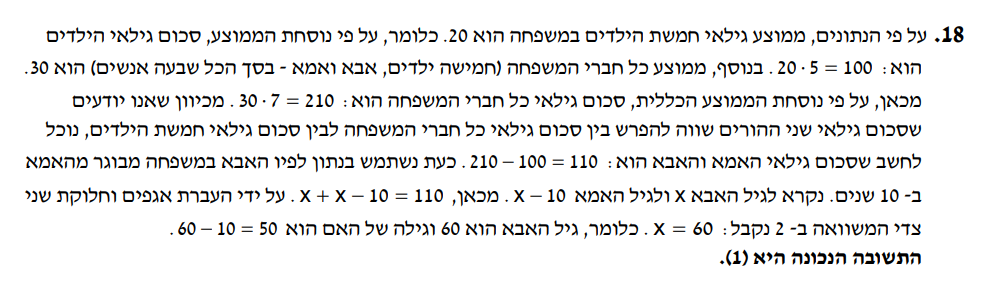 18. על פי הנתונים, ממוצע גילאי חמשת הילדים במשפחה הוא 20. כלומר, על פי נוסחת הממוצע, סכום גילאי הילדים
הוא: 20 · 5 = 100. בנוסף, ממוצע כל חברי המשפחה (חמישה ילדים, אבא ואמא - בסך הכל שבעה אנשים) הוא 30.
מכאן, על פי נוסחת הממוצע הכללית, סכום גילאי כל חברי המשפחה הוא: 30 · 7 = 210. מכיוון שאנו יודעים
שסכום גילאי שני ההורים שווה להפרש בין סכום גילאי כל חברי המשפחה לבין סכום גילאי חמשת הילדים, נוכל
לחשב שסכום גילאי האמא והאבא הוא: 210 – 100 = 110. כעת נשתמש בנתון לפיו האבא במשפחה מבוגר מהאמא
ב- 10 שנים. נקרא לגיל האבא X ולגיל האמא X – 10. מכאן, X + X – 10 = 110. על ידי העברת אגפים וחלוקת שני
צדי המשוואה ב- 2 נקבל: X = 60. כלומר, גיל האבא הוא 60 וגילה של האם הוא 60 – 10 = 50.
התשובה הנכונה היא (1).